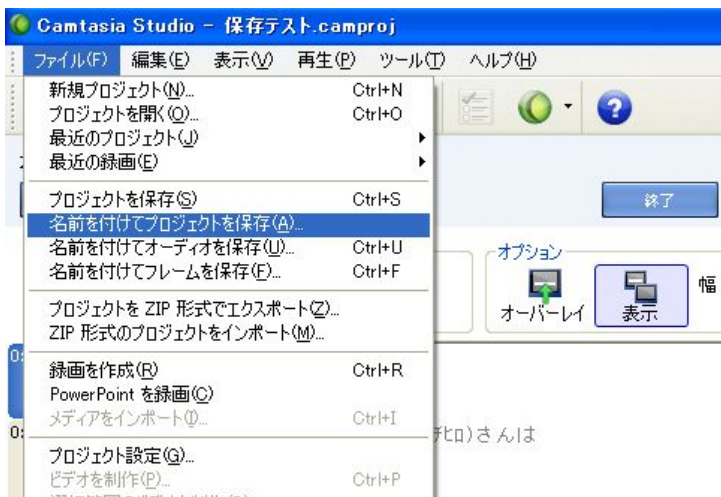 Camtasia Studio - 保存テスト.camproj
ファイル(F) 編集(E) 表示(V) 再生(P) ツール(T) ヘルプ(H)
新規プロジェクト(N)... Ctrl+N
プロジェクトを開く(O)... Ctrl+O
最近のプロジェクト(J)
最近の録画(E)
プロジェクトを保存(S) Ctrl+S
終了
名前を付けてプロジェクトを保存(A)...
名前を付けてオーディオを保存(U)... Ctrl+U
オプション
名前を付けてフレームを保存(F)... Ctrl+F
幅
プロジェクトを ZIP 形式でエクスポート(Z)...
オーバーレイ 表示
ZIP 形式のプロジェクトをインポート(M)...
録画を作成(R) Ctrl+R
PowerPoint を録画(C)
メディアをインポート(I)... Ctrl+I
チヒロ)さんは
プロジェクト設定(G)...
ビデオを制作(P)... Ctrl+P